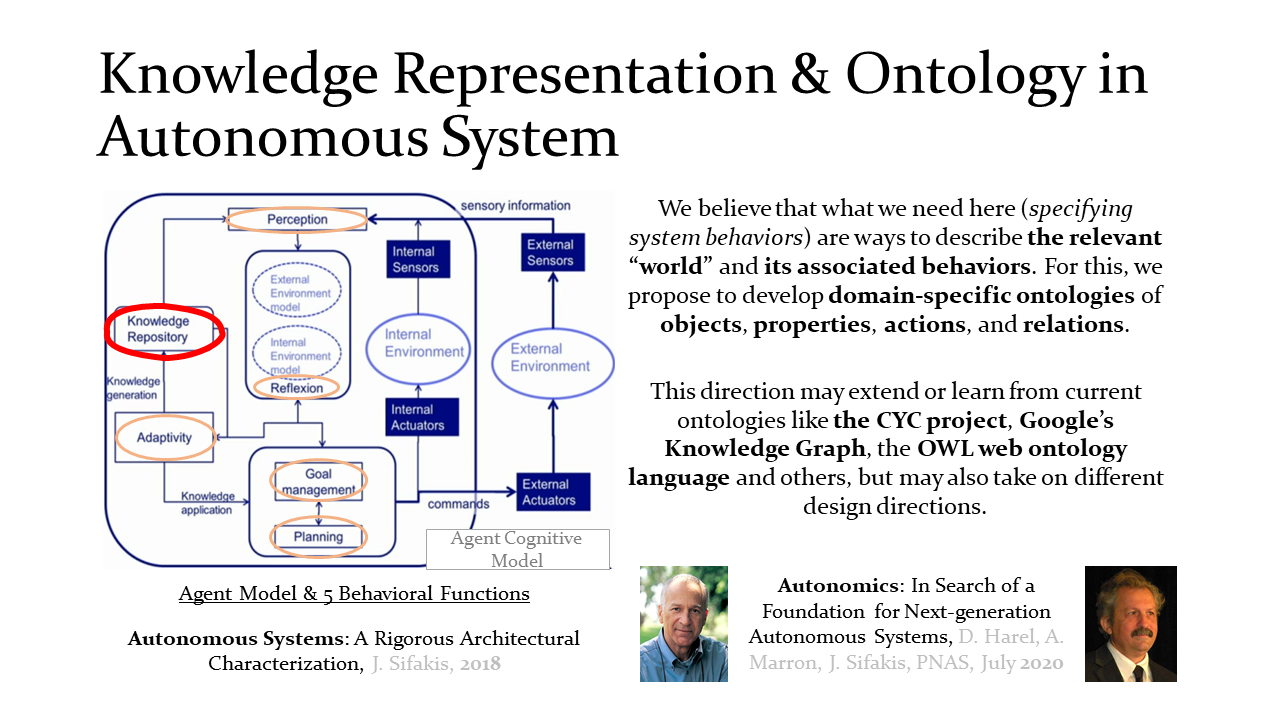 Knowledge Representation & Ontology in
Autonomous System
Perception
sensory information
Internal
Sensors
External
Sensors
External
Environment
model
Knowledge
Repository
Internal
Environment
External
Environment
Internal
Environment
model
Reflexion
Knowledge
generation
Internal
Actuators
Adaptivity
Goal
management
Knowledge
application
External
Actuators
commands
Planning
Agent Cognitive
Model
Agent Model & 5 Behavioral Functions
Autonomous Systems: A Rigorous Architectural
Characterization, J. Sifakis, 2018
We believe that what we need here (specifying
system behaviors) are ways to describe the relevant
“world” and its associated behaviors. For this, we
propose to develop domain-specific ontologies of
objects, properties, actions, and relations.
This direction may extend or learn from current
ontologies like the CYC project, Google’s
Knowledge Graph, the OWL web ontology
language and others, but may also take on different
design directions.
Autonomics: In Search of a
Foundation for Next-generation
Autonomous Systems, D. Harel, A.
Marron, J. Sifakis, PNAS, July 2020